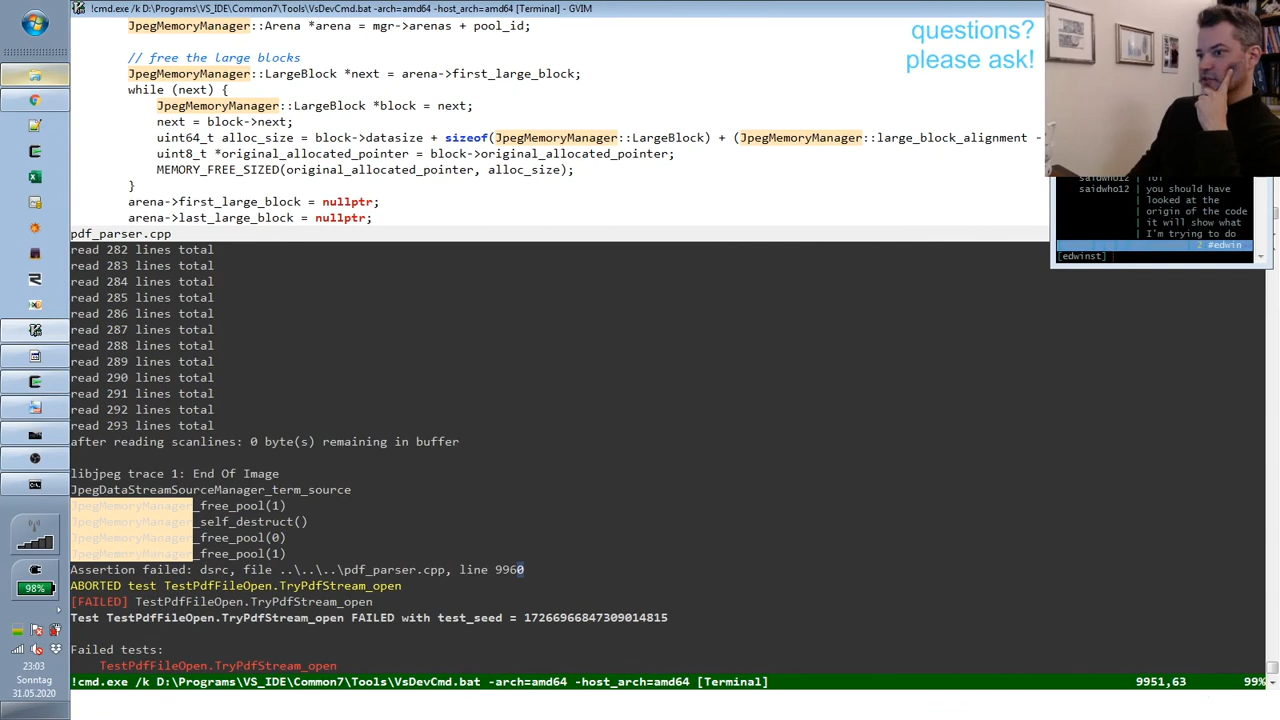 !cmd.exe /k D:\Programs\VS_IDE\Common7\Tools\VsDevCmd.bat -arch=amd64 -host_arch=amd64 [Terminal] - GVIM
JpegMemoryManager::Arena *arena = mgr->arenas + pool_id;
// free the large blocks
JpegMemoryManager::LargeBlock *next = arena->first_large_block;
while (next) {
JpegMemoryManager::LargeBlock *block = next;
next = block->next;
uint64_t alloc_size = block->datasize + sizeof(JpegMemoryManager::LargeBlock) + (JpegMemoryManager::large_block_alignment -
uint8_t *original_allocated_pointer = block->original_allocated_pointer;
MEMORY_FREE_SIZED(original_allocated_pointer, alloc_size);
}
arena->first_large_block = nullptr;
arena->last_large_block = nullptr;
pdf_parser.cpp
read 282 lines total
read 283 lines total
read 284 lines total
read 285 lines total
read 286 lines total
read 287 lines total
read 288 lines total
read 289 lines total
read 290 lines total
read 291 lines total
read 292 lines total
read 293 lines total
after reading scanlines: 0 byte(s) remaining in buffer
libjpeg trace 1: End Of Image
JpegDataStreamSourceManager_term_source
JpegMemoryManager_free_pool(1)
JpegMemoryManager_self_destruct()
JpegMemoryManager_free_pool(0)
JpegMemoryManager_free_pool(1)
Assertion failed: dsrc, file ..\..\..\pdf_parser.cpp, line 9960
ABORTED test TestPdfFileOpen.TryPdfStream_open
[FAILED] TestPdfFileOpen.TryPdfStream_open
Test TestPdfFileOpen.TryPdfStream_open FAILED with test_seed = 17266966847309014815
Failed tests:
TestPdfFileOpen.TryPdfStream_open
!cmd.exe /k D:\Programs\VS_IDE\Common7\Tools\VsDevCmd.bat -arch=amd64 -host_arch=amd64 [Terminal] 9951,63 99%
questions?
please ask!
saidwho12 | lol
saidwho12 | you should have
| looked at the
| origin of the code
| it will show what
| I'm trying to do
2 #edwin
[edwinst]
98%
23:03
Sonntag
31.05.2020